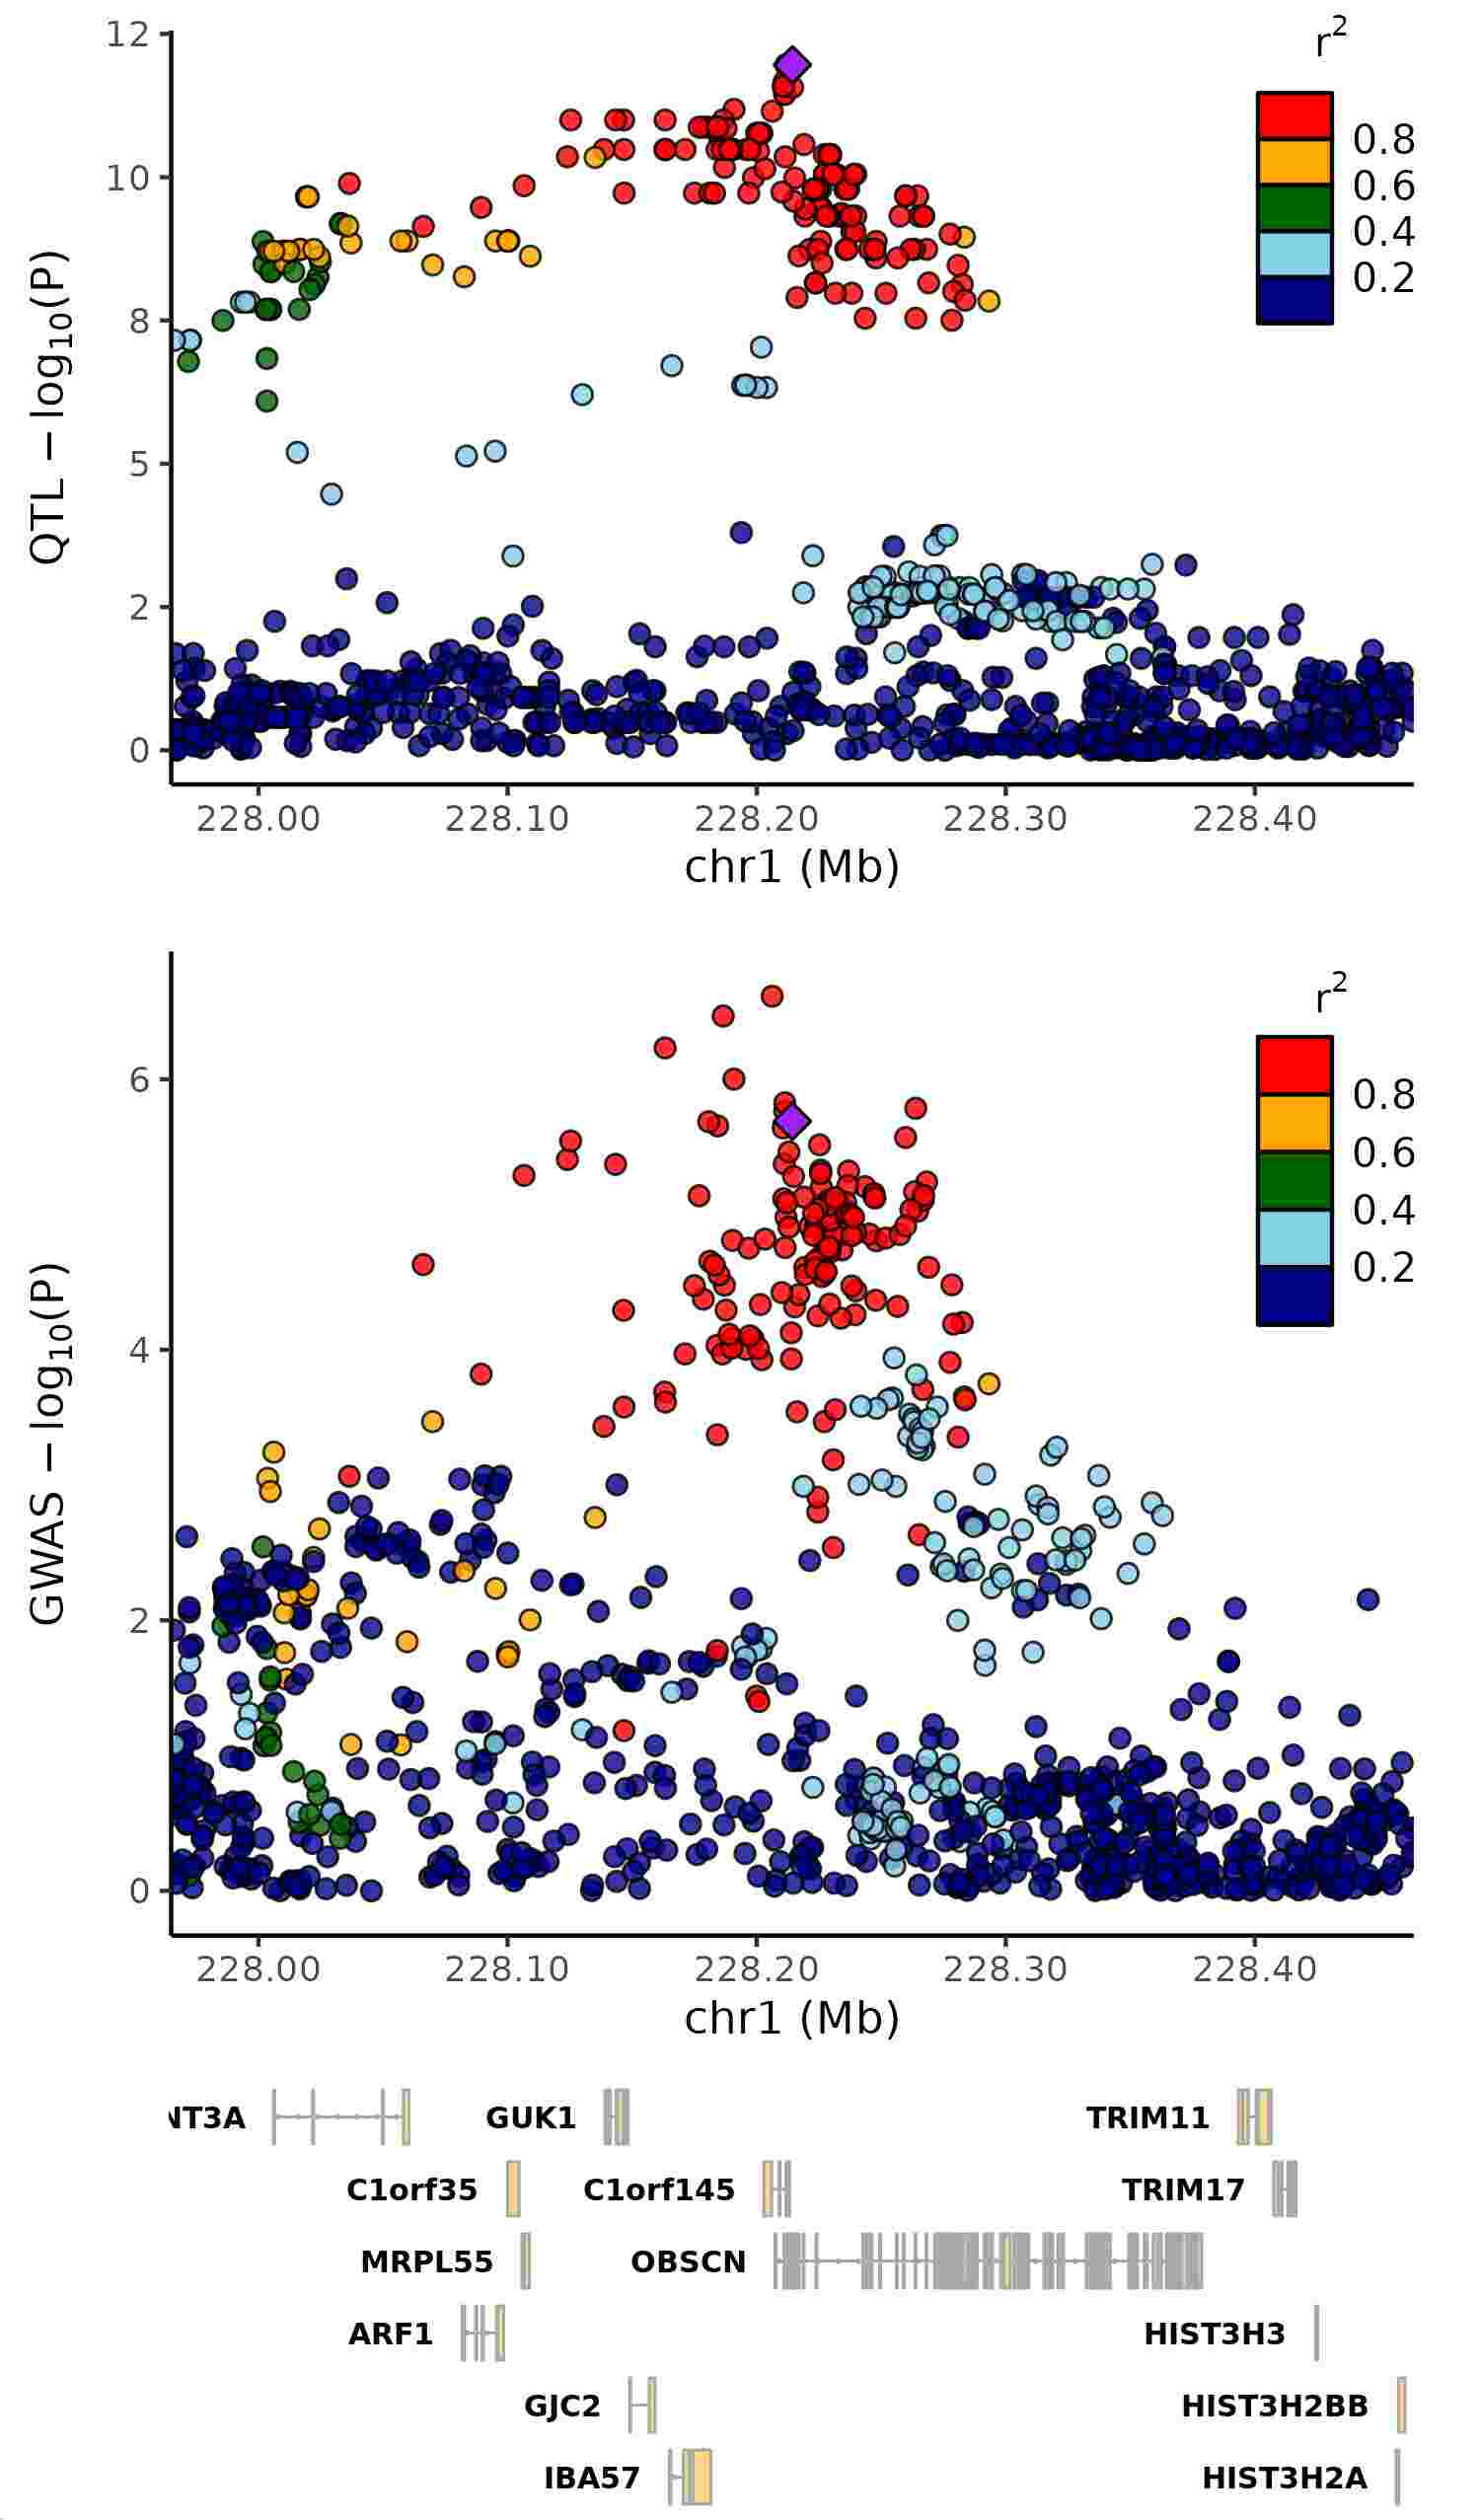 r²
12
10
8
5
2
0
0.8
0.6
0.4
0.2
QTL − log₁₀(P)
228.00 228.10 228.20 228.30 228.40
chr1 (Mb)
r²
6
4
2
0
0.8
0.6
0.4
0.2
GWAS − log₁₀(P)
228.00 228.10 228.20 228.30 228.40
chr1 (Mb)
NT3A GUK1 TRIM11
C1orf35 C1orf145 TRIM17
MRPL55 OBSCN
ARF1 HIST3H3
GJC2 HIST3H2BB
IBA57 HIST3H2A